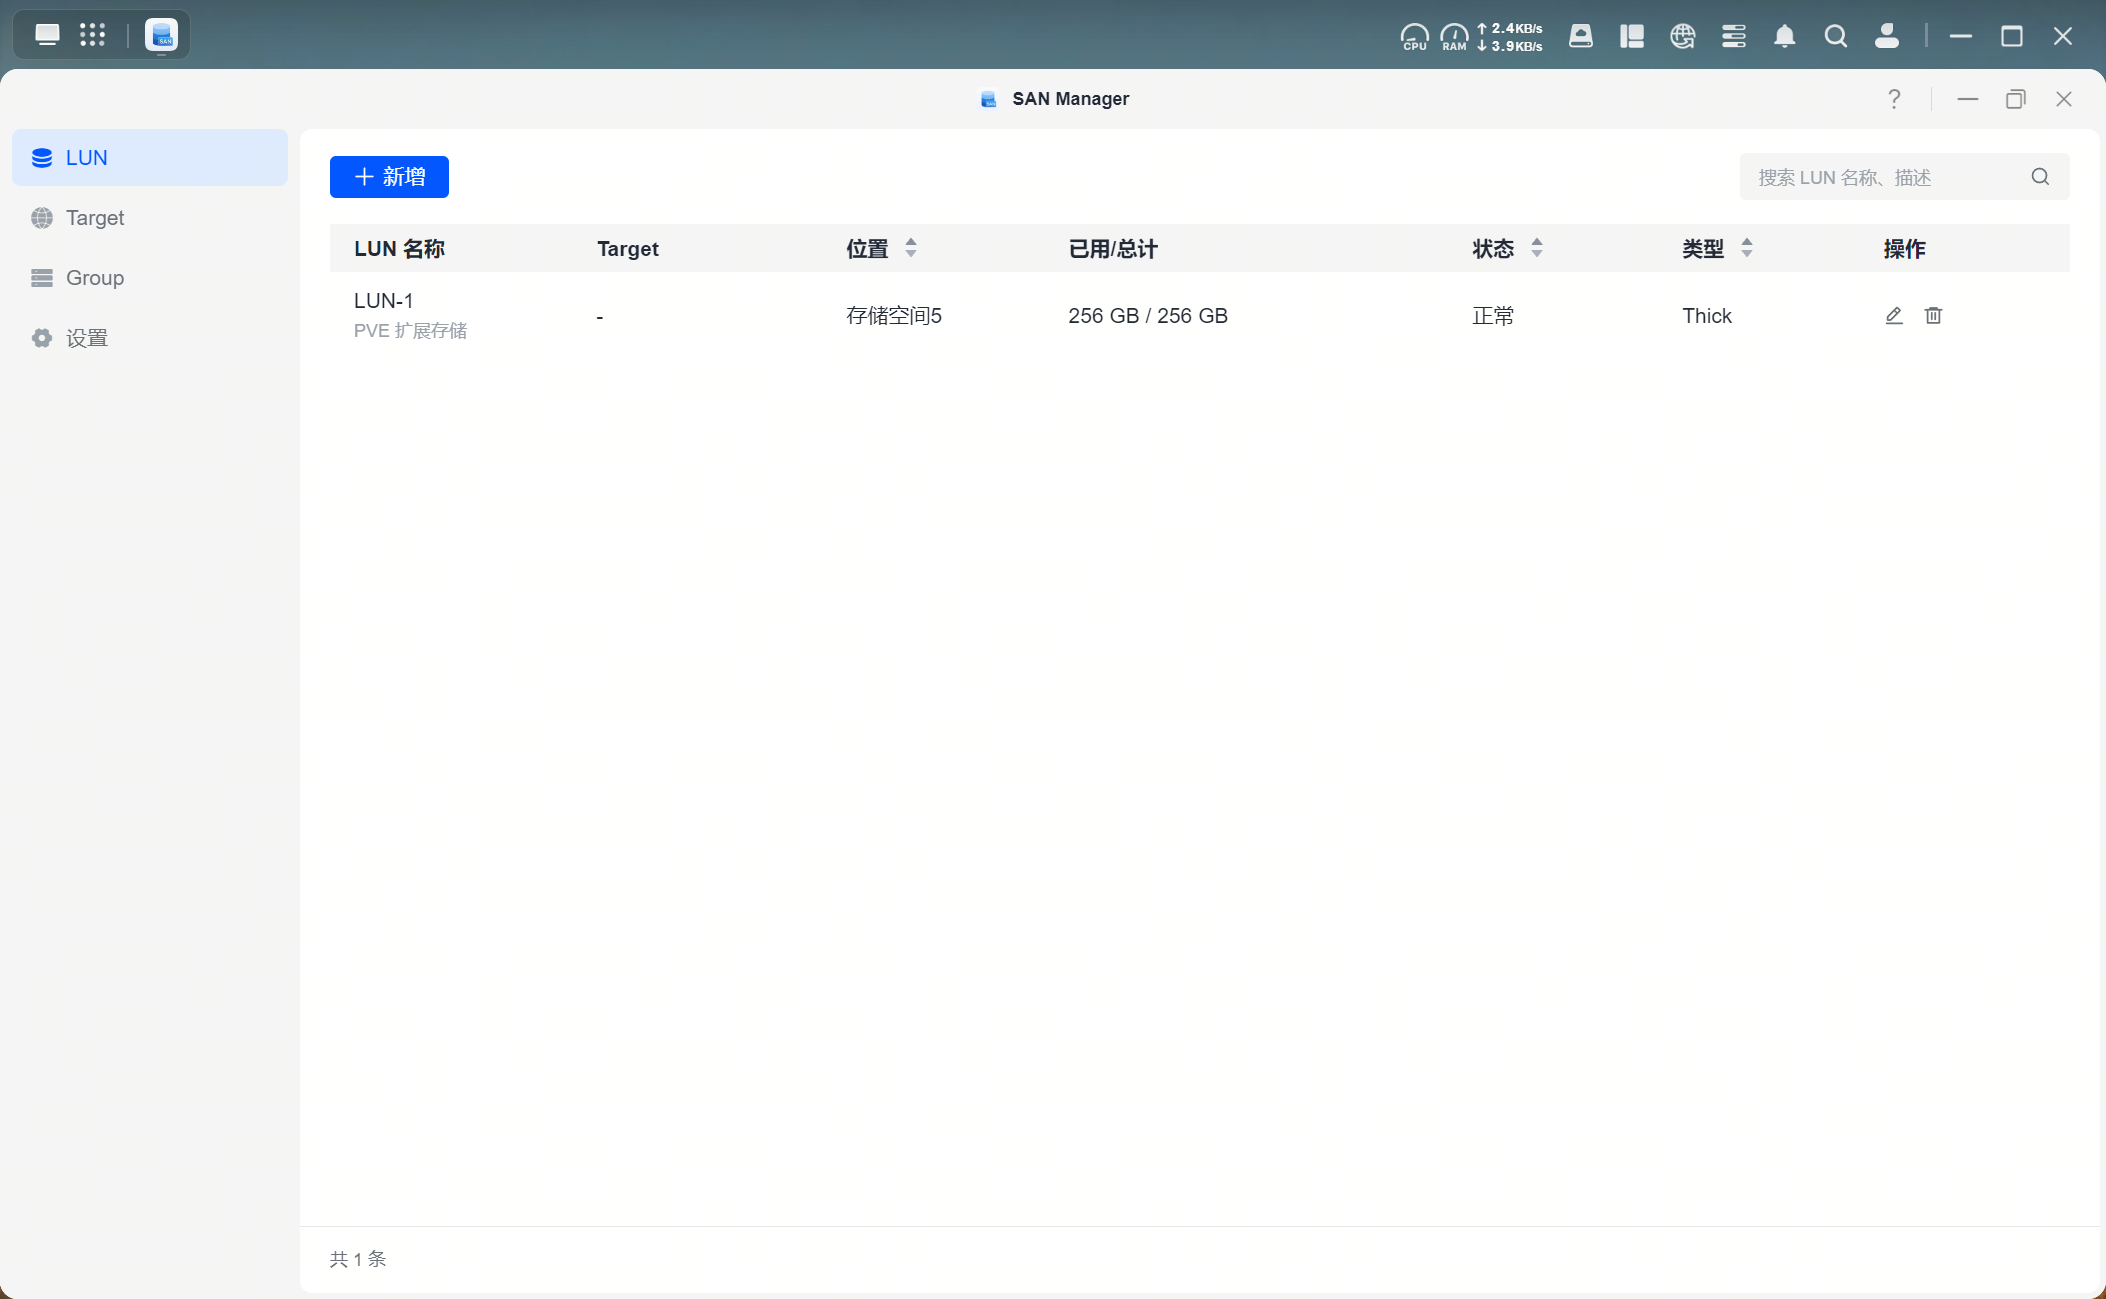 SAN
CPU RAM ↑ 2.4KB/s
↓ 3.9KB/s
SAN Manager
?
LUN
Target
Group
设置
+ 新增
搜索 LUN 名称、描述
LUN 名称 Target 位置 已用/总计 状态 类型 操作
LUN-1
PVE 扩展存储
- 存储空间5 256 GB / 256 GB 正常 Thick
共 1 条